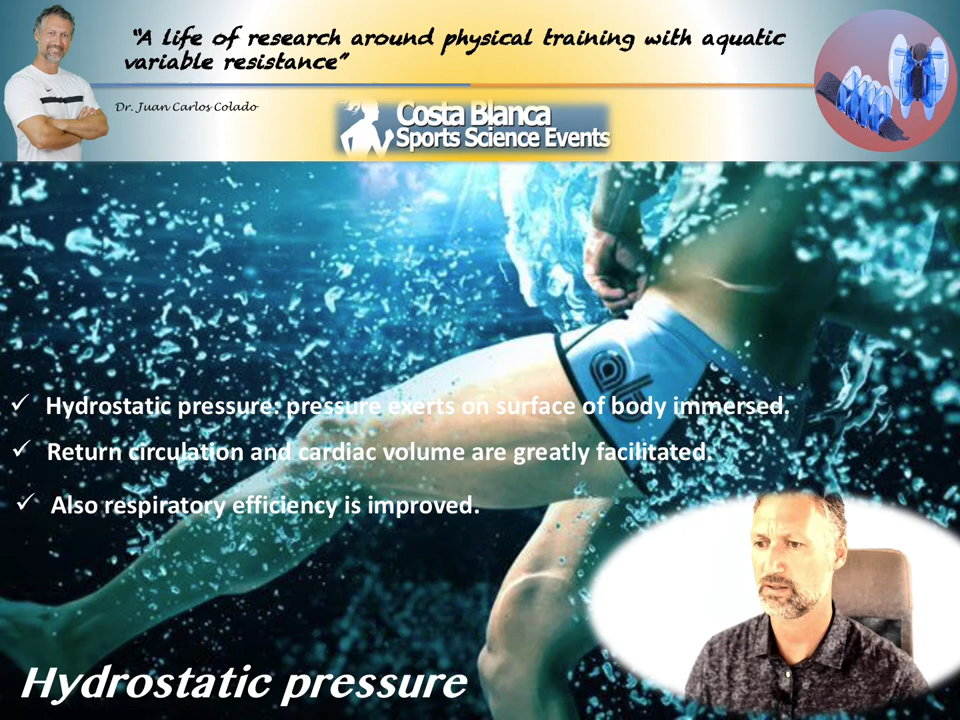 "A life of research around physical training with aquatic
variable resistance"
Dr. Juan Carlos Colado
Costa Blanca
Sports Science Events
✓ Hydrostatic pressure: pressure exerts on surface of body immersed.
✓ Return circulation and cardiac volume are greatly facilitated.
✓ Also respiratory efficiency is improved.
Hydrostatic pressure